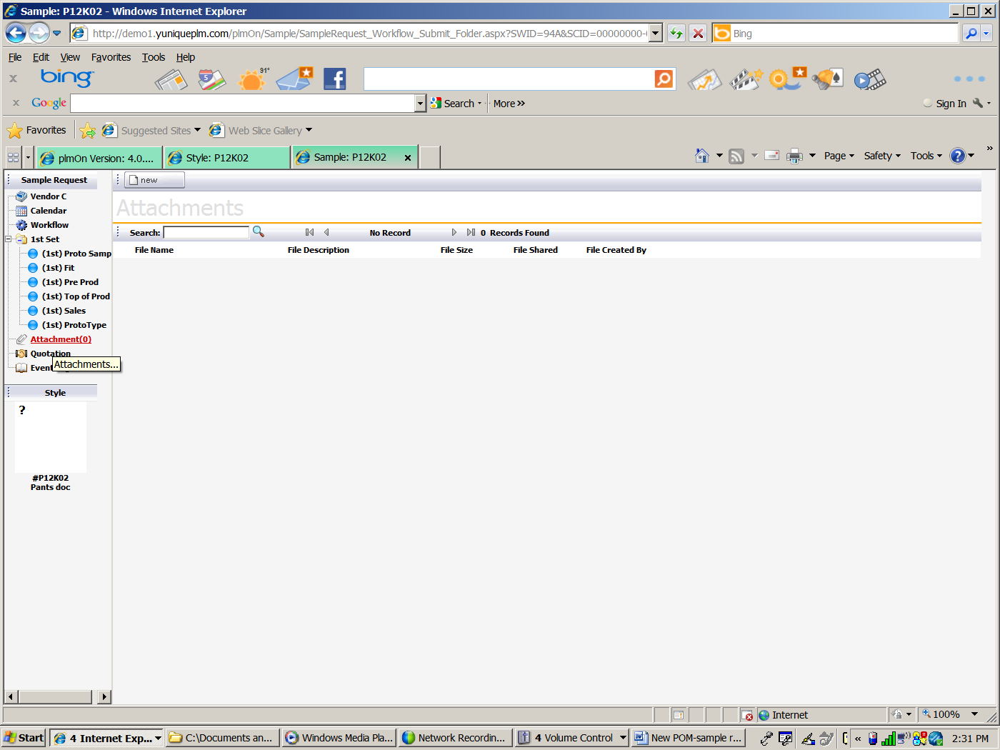 Sample: P12K02 - Windows Internet Explorer
http://demo1.yuniqueplm.com/plmOn/Sample/SampleRequest_Workflow_Submit_Folder.aspx?SWID=94A&SCID=00000000-
Bing
File Edit View Favorites Tools Help
x bing 5 91°
x Google Search More » Sign In
Favorites Suggested Sites Web Slice Gallery
plmOn Version: 4.0.... Style: P12K02 Sample: P12K02 x Page Safety Tools ? »
Sample Request
new
Vendor C
Calendar
Workflow
1st Set
(1st) Proto Samp
(1st) Fit
(1st) Pre Prod
(1st) Top of Prod
(1st) Sales
(1st) ProtoType
Attachment(0)
Quotation
Attachments...
Event
Style
?
#P12K02
Pants doc
Attachments
Search: No Record 0 Records Found
File Name File Description File Size File Shared File Created By
Internet 100%
Start 4 Internet Exp... C:\Documents an... Windows Media Pla... Network Recordin... 4 Volume Control New POM-sample r... « 2:31 PM